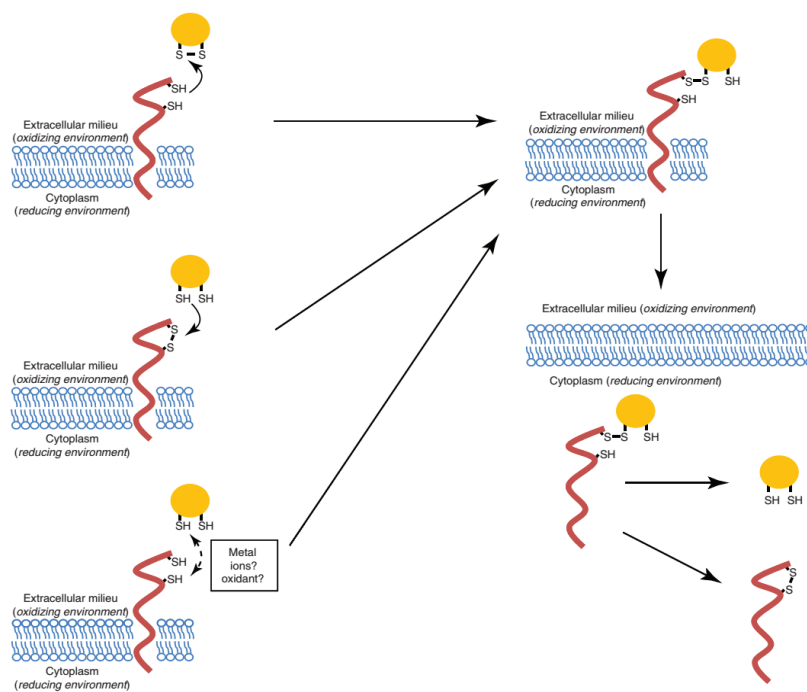 S S
SH
SH
Extracellular milieu
(oxidizing environment)
Cytoplasm
(reducing environment)
SH SH
S
S
Extracellular milieu
(oxidizing environment)
Cytoplasm
(reducing environment)
SH SH
SH
SH
Metal
ions?
oxidant?
Extracellular milieu
(oxidizing environment)
Cytoplasm
(reducing environment)
S S SH
SH
Extracellular milieu
(oxidizing environment)
Cytoplasm
(reducing environment)
Extracellular milieu (oxidizing environment)
Cytoplasm (reducing environment)
S S SH
SH
SH SH
S
S